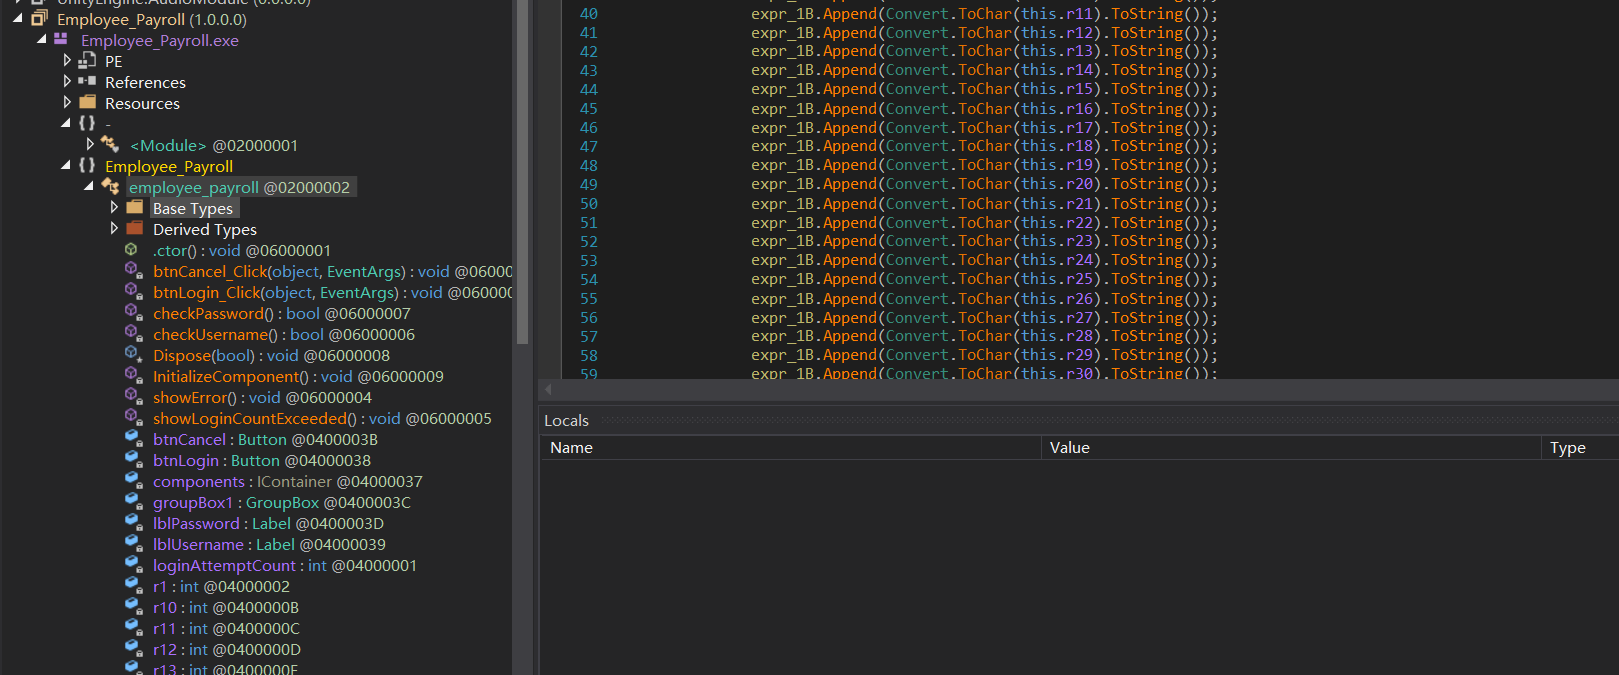 UnityEngine.AudioModule (0.0.0.0)
Employee_Payroll (1.0.0.0)
Employee_Payroll.exe
PE
References
Resources
{ } -
<Module> @02000001
{ } Employee_Payroll
employee_payroll @02000002
Base Types
Derived Types
.ctor() : void @06000001
btnCancel_Click(object, EventArgs) : void @0600
btnLogin_Click(object, EventArgs) : void @06000
checkPassword() : bool @06000007
checkUsername() : bool @06000006
Dispose(bool) : void @06000008
InitializeComponent() : void @06000009
showError() : void @06000004
showLoginCountExceeded() : void @06000005
btnCancel : Button @0400003B
btnLogin : Button @04000038
components : IContainer @04000037
groupBox1 : GroupBox @0400003C
lblPassword : Label @0400003D
lblUsername : Label @04000039
loginAttemptCount : int @04000001
r1 : int @04000002
r10 : int @0400000B
r11 : int @0400000C
r12 : int @0400000D
r13 : int @0400000E
40 expr_1B.Append(Convert.ToChar(this.r11).ToString());
41 expr_1B.Append(Convert.ToChar(this.r12).ToString());
42 expr_1B.Append(Convert.ToChar(this.r13).ToString());
43 expr_1B.Append(Convert.ToChar(this.r14).ToString());
44 expr_1B.Append(Convert.ToChar(this.r15).ToString());
45 expr_1B.Append(Convert.ToChar(this.r16).ToString());
46 expr_1B.Append(Convert.ToChar(this.r17).ToString());
47 expr_1B.Append(Convert.ToChar(this.r18).ToString());
48 expr_1B.Append(Convert.ToChar(this.r19).ToString());
49 expr_1B.Append(Convert.ToChar(this.r20).ToString());
50 expr_1B.Append(Convert.ToChar(this.r21).ToString());
51 expr_1B.Append(Convert.ToChar(this.r22).ToString());
52 expr_1B.Append(Convert.ToChar(this.r23).ToString());
53 expr_1B.Append(Convert.ToChar(this.r24).ToString());
54 expr_1B.Append(Convert.ToChar(this.r25).ToString());
55 expr_1B.Append(Convert.ToChar(this.r26).ToString());
56 expr_1B.Append(Convert.ToChar(this.r27).ToString());
57 expr_1B.Append(Convert.ToChar(this.r28).ToString());
58 expr_1B.Append(Convert.ToChar(this.r29).ToString());
59 expr_1B.Append(Convert.ToChar(this.r30).ToString());
Locals
Name Value Type